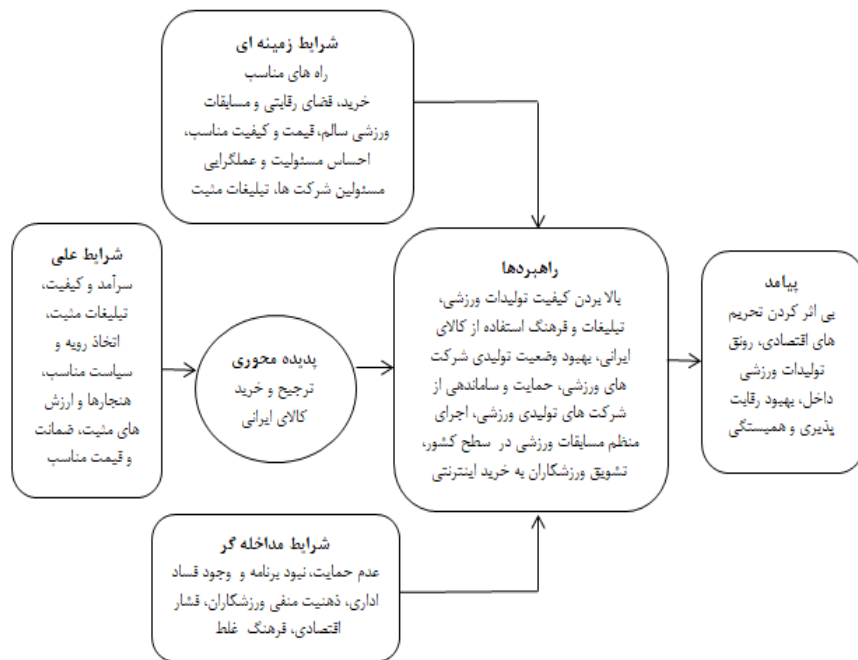 شرایط زمینه ای
راه های مناسب
خرید، فضای رقابتی و مسابقات
ورزشی سالم، قیمت و کیفیت مناسب،
احساس مسئولیت و عملگرایی
مسئولین شرکت ها، تبلیغات مثبت
شرایط علی
سرآمد و کیفیت،
تبلیغات مثبت،
اتخاذ رویه و
سیاست مناسب،
هنجارها و ارزش
های مثبت، ضمانت
و قیمت مناسب
پدیده محوری
ترجیح و خرید
کالای ایرانی
راهبردها
بالا بردن کیفیت تولیدات ورزشی،
تبلیغات و فرهنگ استفاده از کالای
ایرانی، بهبود وضعیت تولیدی شرکت
های ورزشی، حمایت و ساماندهی از
شرکت های تولیدی ورزشی، اجرای
منظم مسابقات ورزشی در سطح کشور،
تشویق ورزشکاران به خرید اینترنتی
پیامد
بی اثر کردن تحریم
های اقتصادی، رونق
تولیدات ورزشی
داخل، بهبود رقابت
پذیری و همبستگی
شرایط مداخله گر
عدم حمایت، نبود برنامه و وجود فساد
اداری، ذهنیت منفی ورزشکاران، فشار
اقتصادی، فرهنگ غلط